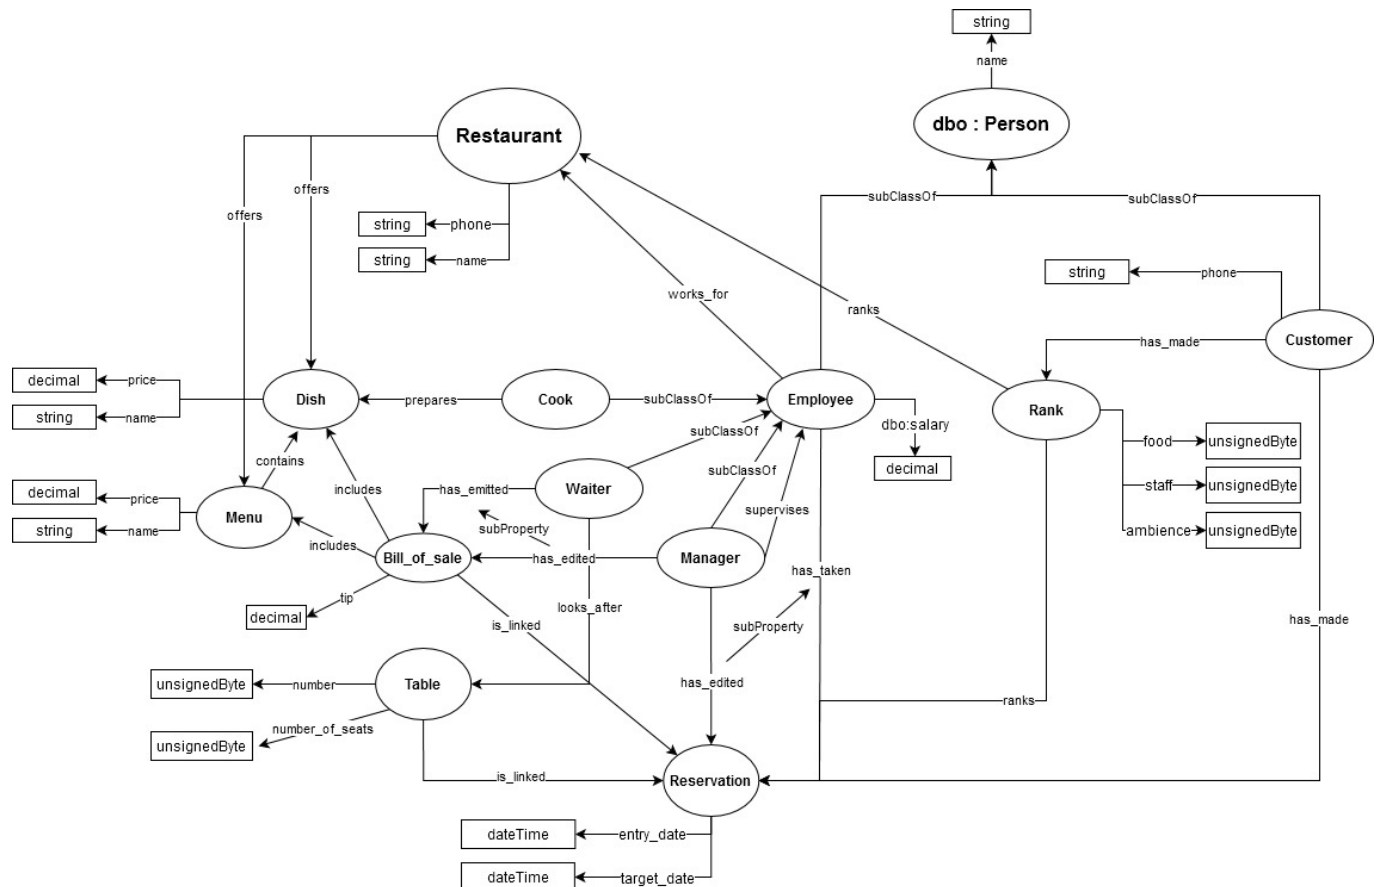 string
name
dbo : Person
Restaurant
offers
offers
subClassOf
subClassOf
string
phone
string
name
string
phone
works_for
ranks
has_made
Customer
decimal
price
string
name
Dish
prepares
Cook
subClassOf
Employee
dbo:salary
decimal
Rank
food
unsignedByte
staff
unsignedByte
ambience
unsignedByte
subClassOf
contains
subClassOf
decimal
price
string
name
Menu
includes
has_emitted
Waiter
supervises
subProperty
includes
Bill_of_sale
has_edited
Manager
has_taken
tip
decimal
looks_after
is_linked
subProperty
has_made
unsignedByte
number
Table
has_edited
number_of_seats
unsignedByte
ranks
is_linked
Reservation
dateTime
entry_date
dateTime
target_date